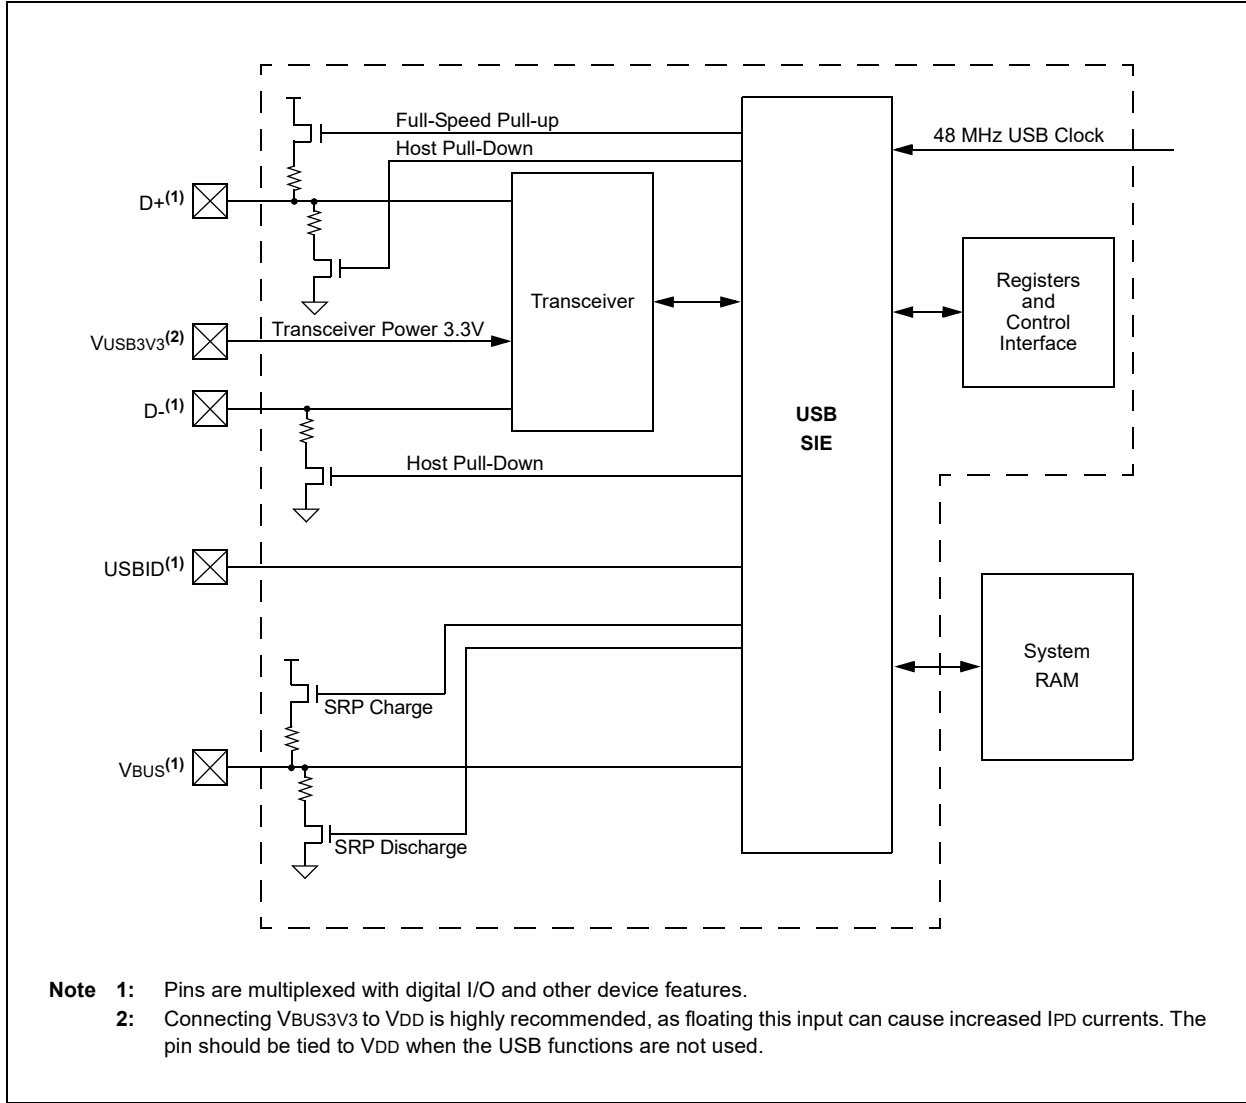 Full-Speed Pull-up
Host Pull-Down
48 MHz USB Clock
D+(1)
Transceiver
Registers
and
Control
Interface
VUSB3V3(2)
Transceiver Power 3.3V
D-(1)
USB
SIE
Host Pull-Down
USBID(1)
System
RAM
SRP Charge
VBUS(1)
SRP Discharge
Note 1: Pins are multiplexed with digital I/O and other device features.
2: Connecting VBUS3V3 to VDD is highly recommended, as floating this input can cause increased IPD currents. The
pin should be tied to VDD when the USB functions are not used.